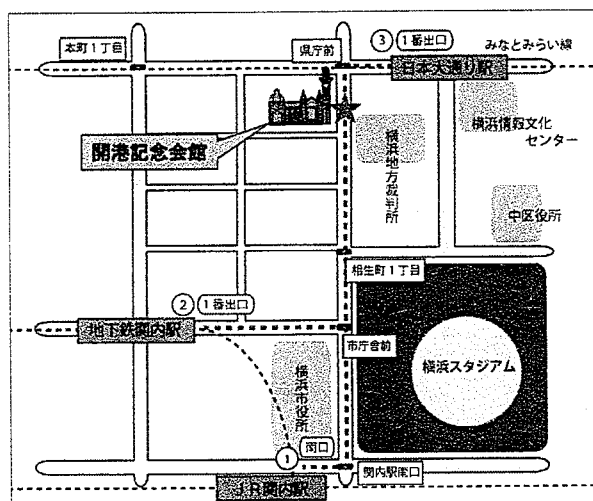 ③ 1番出口
みなとみらい線
本町1丁目
県庁前
日本大通り駅
横浜情報文化
センター
開港記念会館
横浜地方裁判所
中区役所
相生町1丁目
② 1番出口
地下鉄関内駅
市庁舎前
横浜スタジアム
横浜市役所
① 南口
関内駅南口
JR関内駅